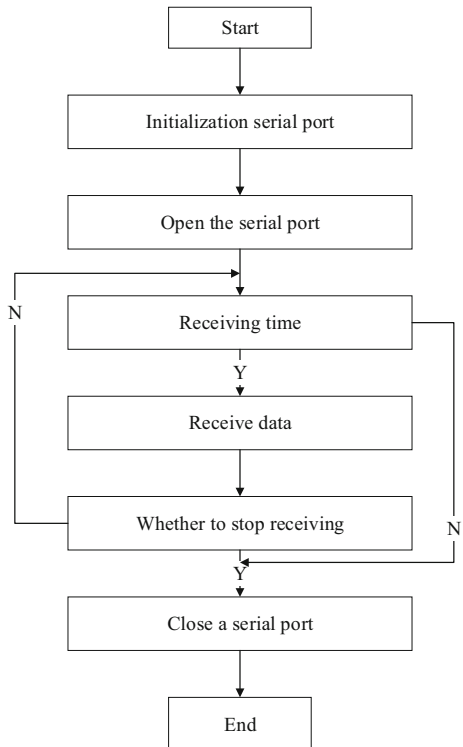 Start
Initialization serial port
Open the serial port
N
Receiving time
Y
Receive data
Whether to stop receiving
N
Y
Close a serial port
End